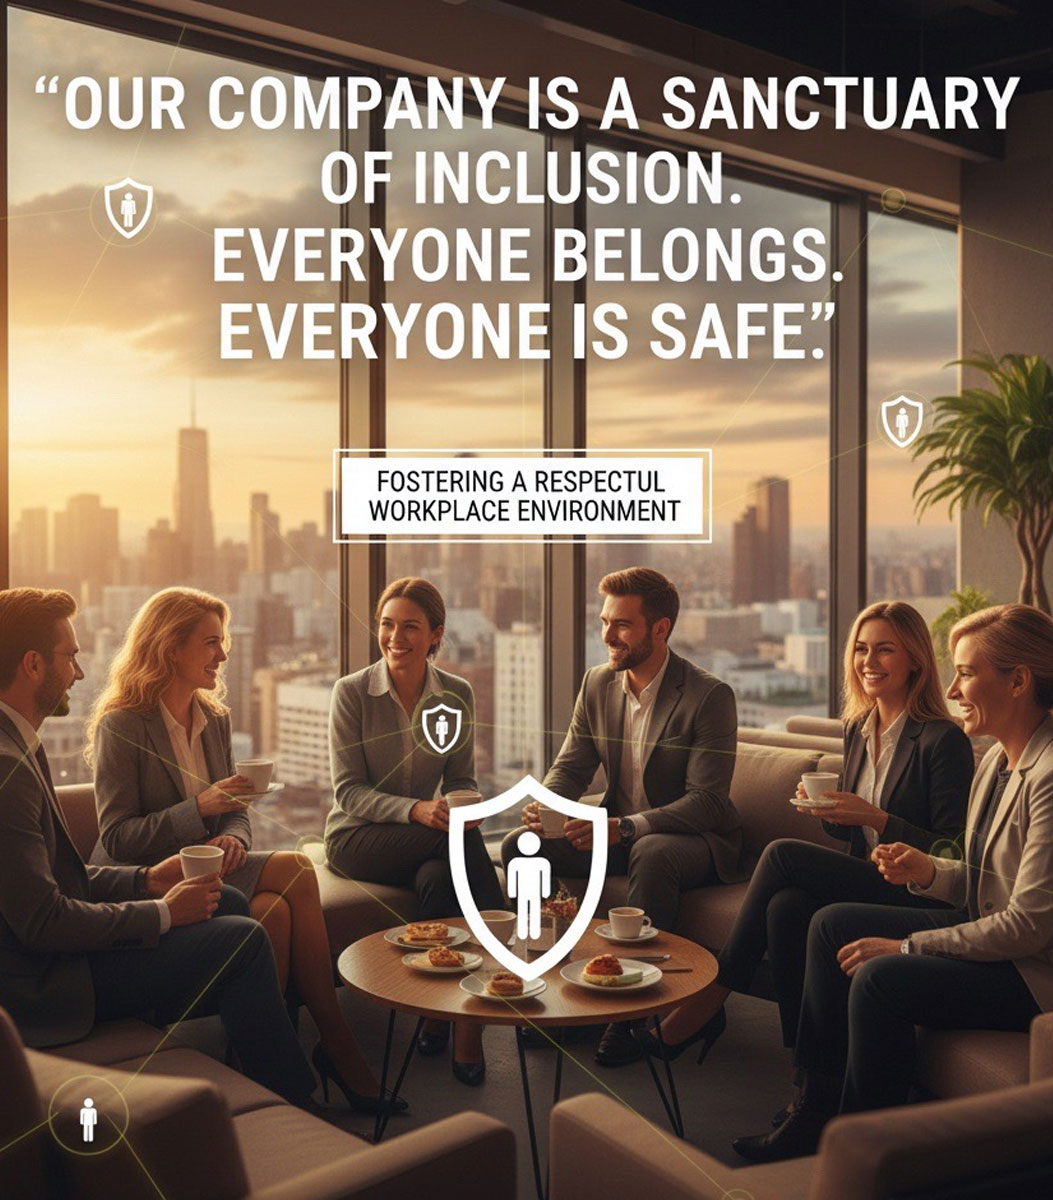 “OUR COMPANY IS A SANCTUARY
OF INCLUSION.
EVERYONE BELONGS.
EVERYONE IS SAFE.”
FOSTERING A RESPECTUL
WORKPLACE ENVIRONMENT